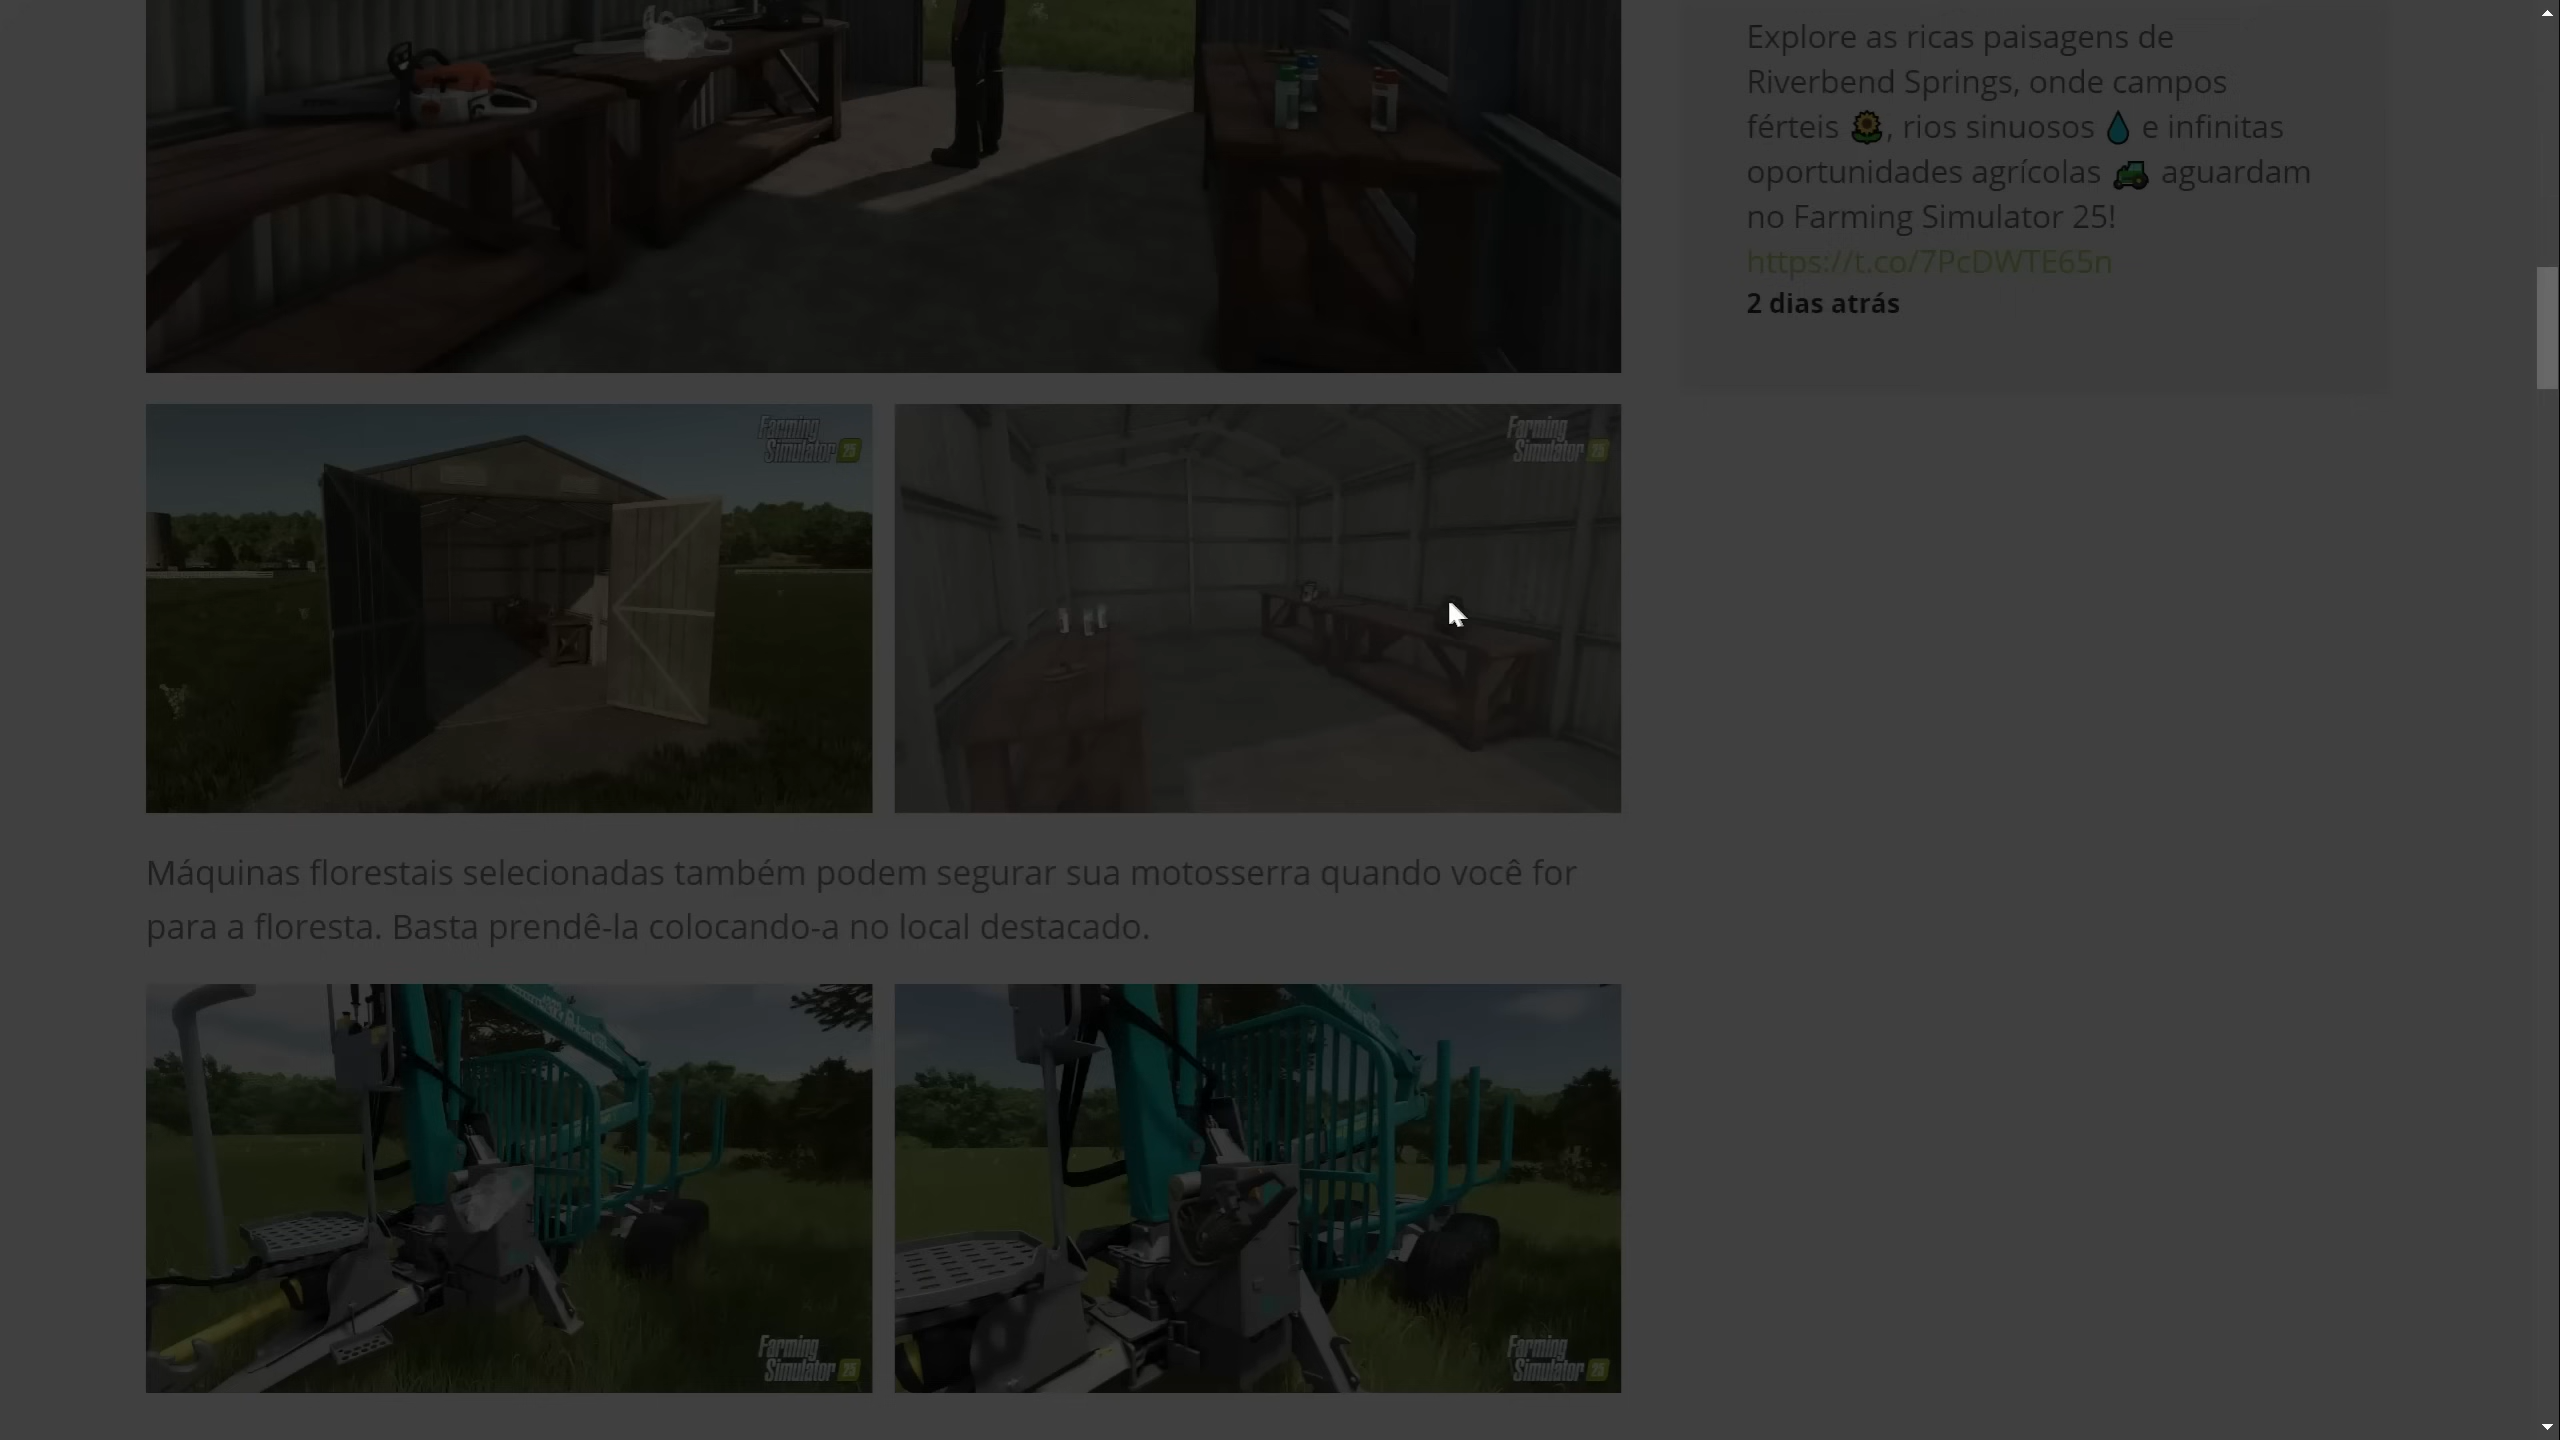 Explore as ricas paisagens de
Riverbend Springs, onde campos
férteis 🌻, rios sinuosos 💧 e infinitas
oportunidades agrícolas 🚜 aguardam
no Farming Simulator 25!
https://t.co/7PcDWTE65n
2 dias atrás
Farming
Simulator 25
Farming
Simulator 25
Máquinas florestais selecionadas também podem segurar sua motosserra quando você for
para a floresta. Basta prendê-la colocando-a no local destacado.
Farming
Simulator 25
Farming
Simulator 25